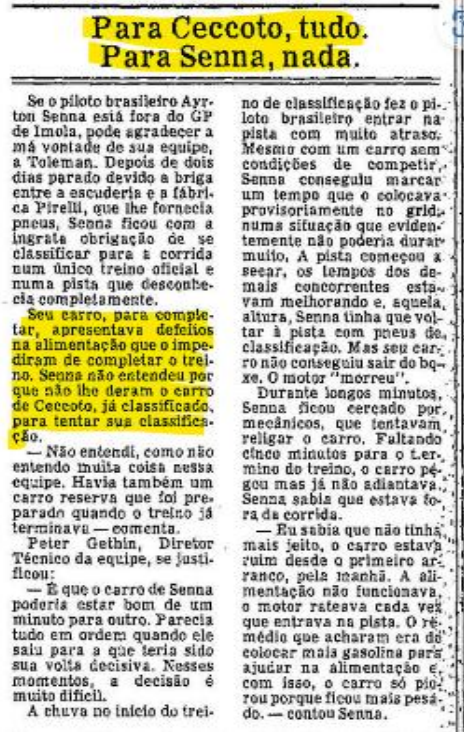 Para Ceccoto, tudo.
Para Senna, nada.
Se o piloto brasileiro Ayr-
ton Senna está fora do GP
de Imola, pode agradecer a
má vontade de sua equipe,
a Toleman. Depois de dois
dias parado devido a briga
entre a escuderia e a fábri-
ca Pirelli, que lhe fornecia
pneus, Senna ficou com a
ingrata obrigação de se
classificar para a corrida
num único treino oficial e
numa pista que desconhe-
cia completamente.
Seu carro, para comple-
tar, apresentava defeitos
na alimentação que o impe-
diram de completar o trei-
no. Senna não entendeu por
que não lhe deram o carro
de Ceccoto, já classificado,
para tentar sua classifica-
ção.
— Não entendi, como não
entendo muita coisa nessa
equipe. Havia também um
carro reserva que foi pre-
parado quando o treino já
terminava — comenta.
Peter Gethin, Diretor
Técnico da equipe, se justi-
ficou:
— É que o carro de Senna
poderia estar bom de um
minuto para outro. Parecia
tudo em ordem quando ele
saiu para a que teria sido
sua volta decisiva. Nesses
momentos, a decisão é
muito difícil.
A chuva no início do trei-
no de classificação fez o pi-
loto brasileiro entrar na
pista com muito atraso.
Mesmo com um carro sem
condições de competir,
Senna conseguiu marcar
um tempo que o colocava
provisoriamente no grid,
numa situação que eviden-
temente não poderia durar
muito. A pista começou a
secar, os tempos dos de-
mais concorrentes esta-
vam melhorando e, aquela
altura, Senna tinha que vol-
tar à pista com pneus de
classificação. Mas seu car-
ro não conseguiu sair do bo-
xe. O motor "morreu".
Durante longos minutos,
Senna ficou cercado por
mecânicos, que tentavam
religar o carro. Faltando
cinco minutos para o tér-
mino do treino, o carro pe-
gou mas já não adiantava.
Senna sabia que estava fo-
ra da corrida.
— Eu sabia que não tinha
mais jeito, o carro estava
ruim desde o primeiro ar-
ranco, pela manhã. A ali-
mentação não funcionava,
o motor rateava cada vez
que entrava na pista. O re-
médio que acharam era de
colocar mais gasolina para
ajudar na alimentação e,
com isso, o carro só pio-
rou porque ficou mais pesa-
do. — contou Senna.